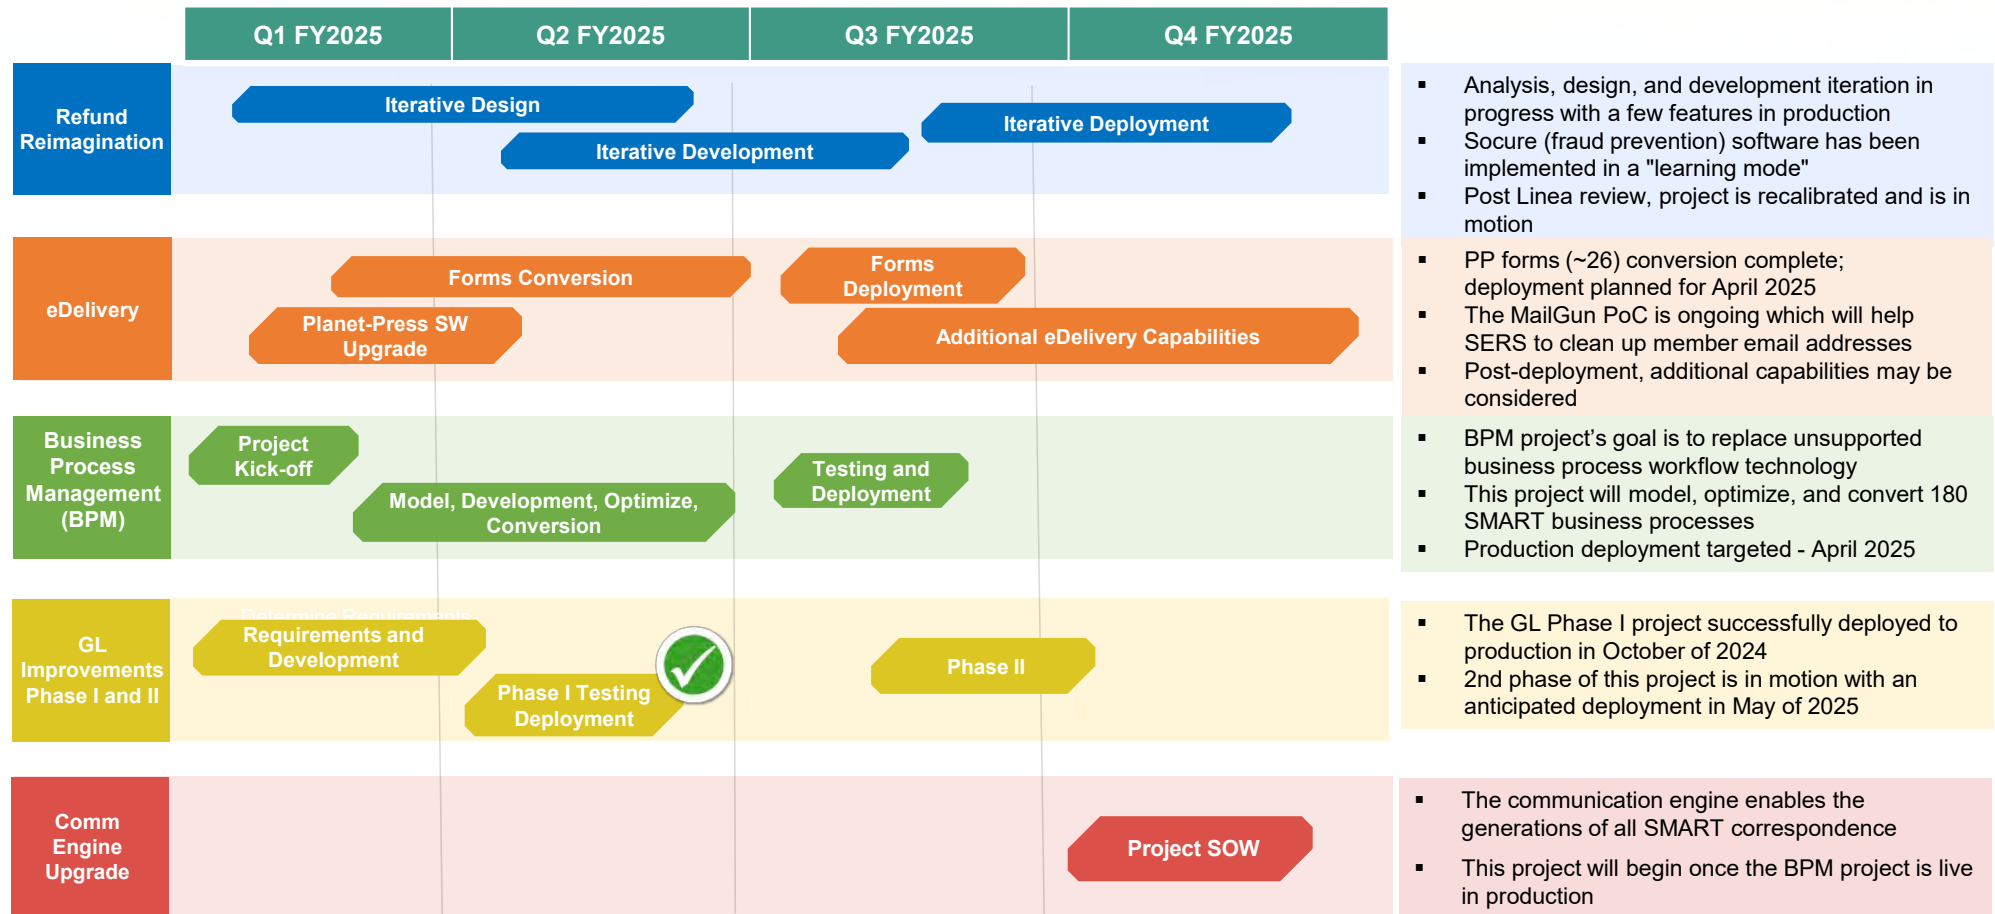 Q1 FY2025
Q2 FY2025
Q3 FY2025
Q4 FY2025
Refund
Reimagination
Iterative Design
Iterative Development
Iterative Deployment
▪ Analysis, design, and development iteration in
progress with a few features in production
▪ Socure (fraud prevention) software has been
implemented in a "learning mode"
▪ Post Linea review, project is recalibrated and is in
motion
eDelivery
Forms Conversion
Planet-Press SW
Upgrade
Forms
Deployment
Additional eDelivery Capabilities
▪ PP forms (~26) conversion complete;
deployment planned for April 2025
▪ The MailGun PoC is ongoing which will help
SERS to clean up member email addresses
▪ Post-deployment, additional capabilities may be
considered
Business
Process
Management
(BPM)
Project
Kick-off
Model, Development, Optimize,
Conversion
Testing and
Deployment
▪ BPM project’s goal is to replace unsupported
business process workflow technology
▪ This project will model, optimize, and convert 180
SMART business processes
▪ Production deployment targeted - April 2025
GL
Improvements
Phase I and II
Determine Requirements
Requirements and
Development
Phase I Testing
Deployment
Phase II
▪ The GL Phase I project successfully deployed to
production in October of 2024
▪ 2nd phase of this project is in motion with an
anticipated deployment in May of 2025
Comm
Engine
Upgrade
Project SOW
▪ The communication engine enables the
generations of all SMART correspondence
▪ This project will begin once the BPM project is live
in production